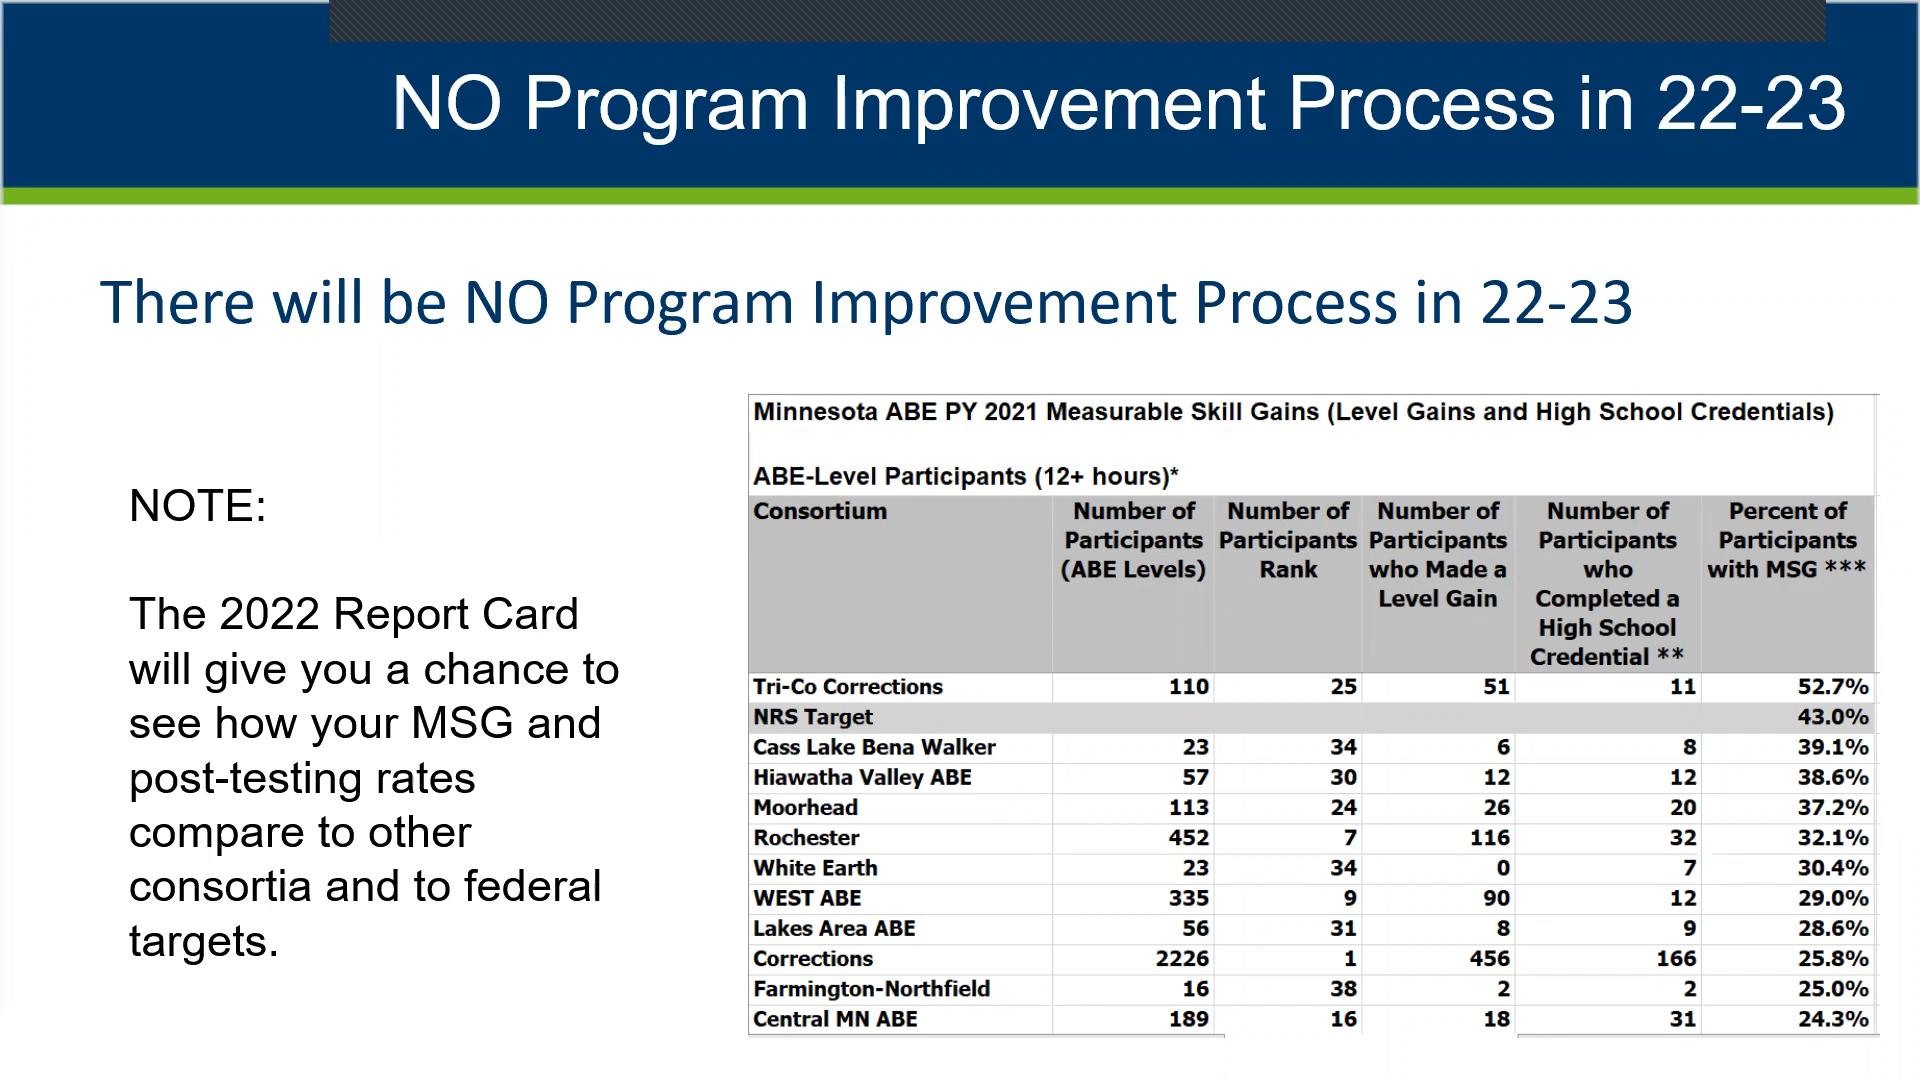 NO Program Improvement Process in 22-23
There will be NO Program Improvement Process in 22-23
NOTE:
The 2022 Report Card
will give you a chance to
see how your MSG and
post-testing rates
compare to other
consortia and to federal
targets.
Minnesota ABE PY 2021 Measurable Skill Gains (Level Gains and High School Credentials)
ABE-Level Participants (12+ hours)*
Consortium Number of Participants (ABE Levels) Number of Participants Rank Number of Participants who Made a Level Gain Number of Participants who Completed a High School Credential ** Percent of Participants with MSG ***
Tri-Co Corrections 110 25 51 11 52.7%
NRS Target 43.0%
Cass Lake Bena Walker 23 34 6 8 39.1%
Hiawatha Valley ABE 57 30 12 12 38.6%
Moorhead 113 24 26 20 37.2%
Rochester 452 7 116 32 32.1%
White Earth 23 34 0 7 30.4%
WEST ABE 335 9 90 12 29.0%
Lakes Area ABE 56 31 8 9 28.6%
Corrections 2226 1 456 166 25.8%
Farmington-Northfield 16 38 2 2 25.0%
Central MN ABE 189 16 18 31 24.3%